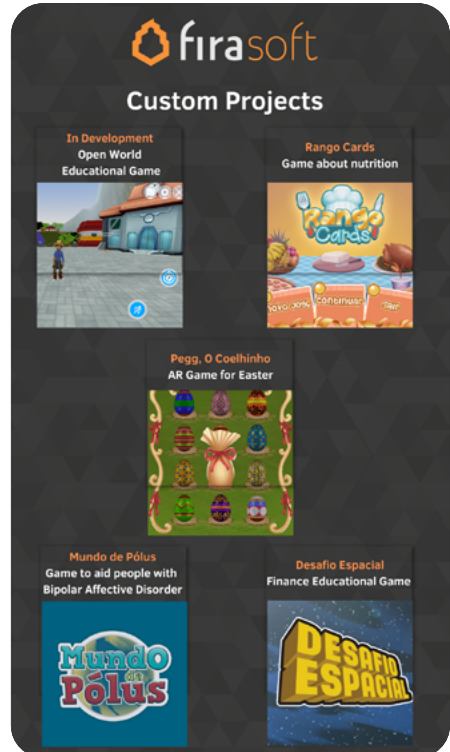 firasoft
Custom Projects
In Development
Open World
Educational Game
Rango Cards
Game about nutrition
Rango
Cards
Continuar
Sair
Pegg, O Coelhinho
AR Game for Easter
Mundo de Pólus
Game to aid people with
Bipolar Affective Disorder
Mundo
de
Pólus
Desafio Espacial
Finance Educational Game
DESAFIO
ESPACIAL